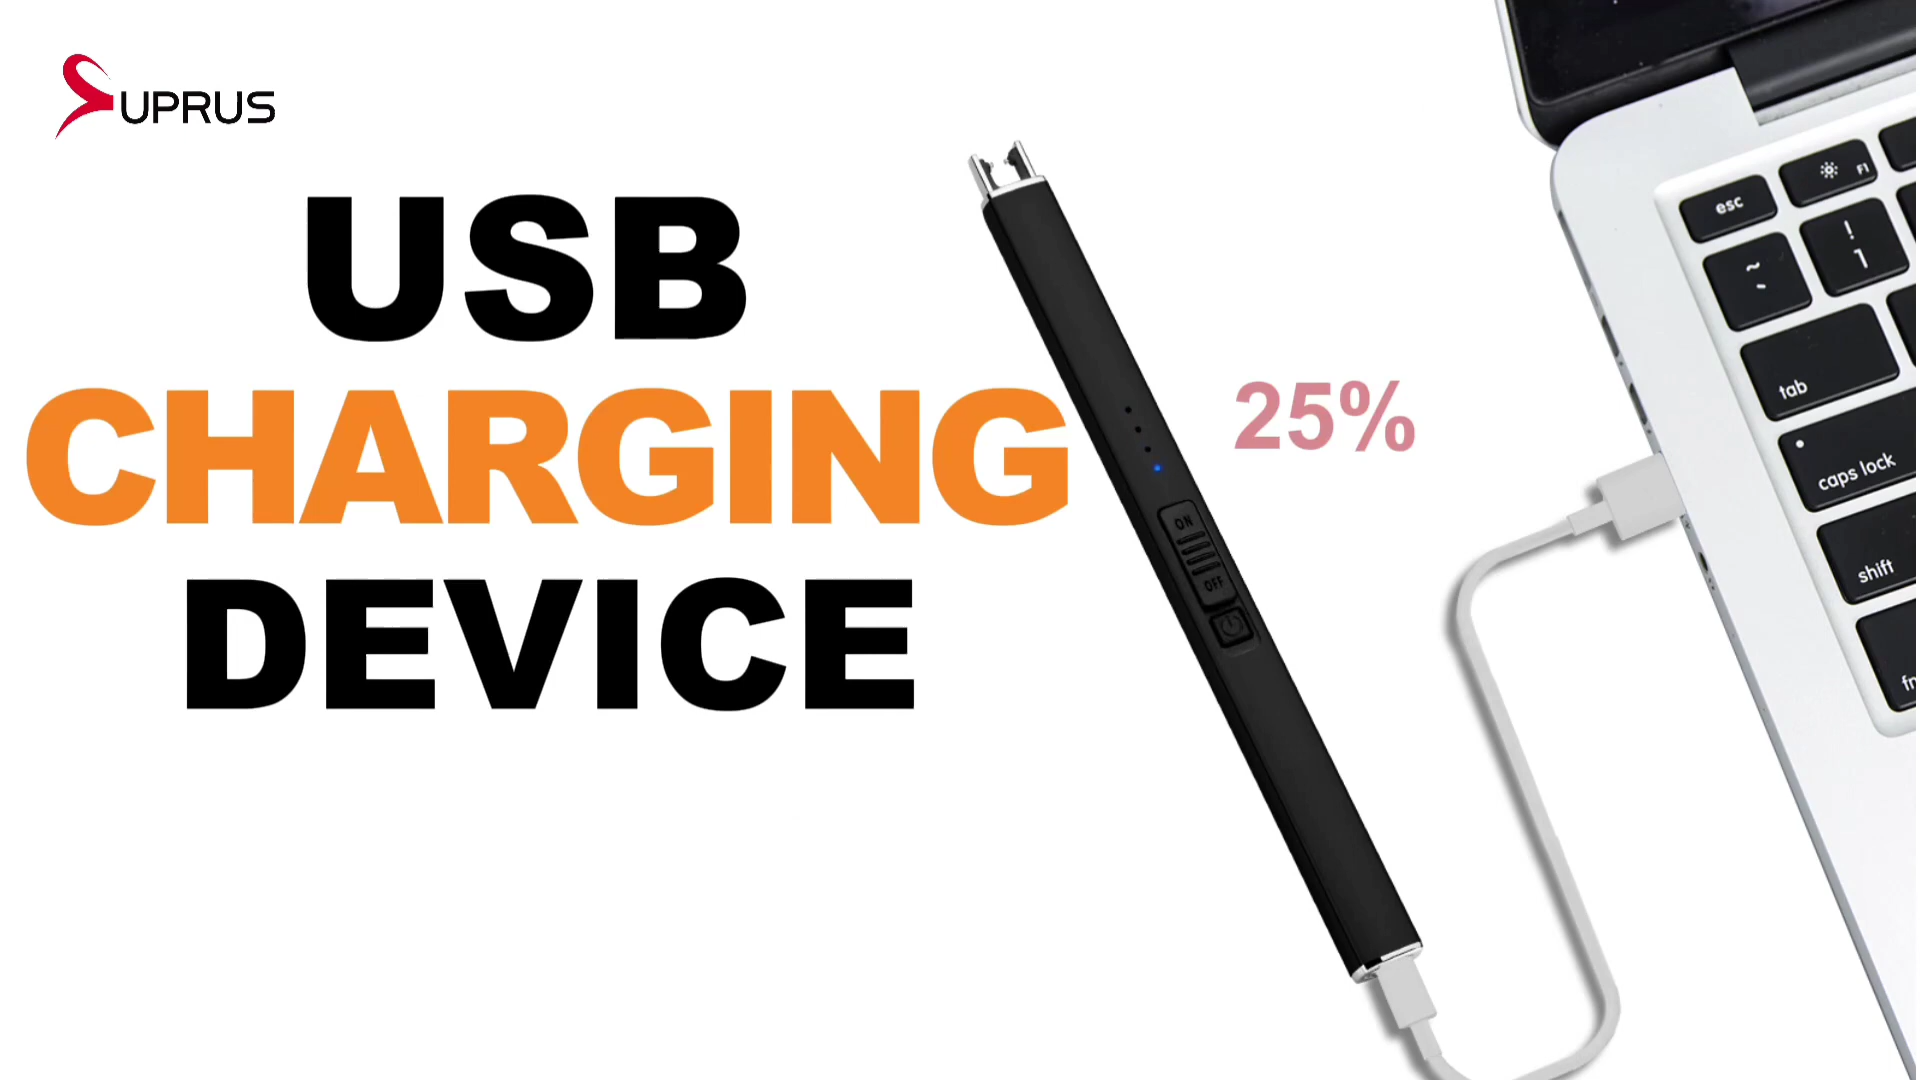 SUPRUS
USB
CHARGING
DEVICE
25%
ON
OFF
esc
F1
!
1
~
tab
caps lock
shift
fn